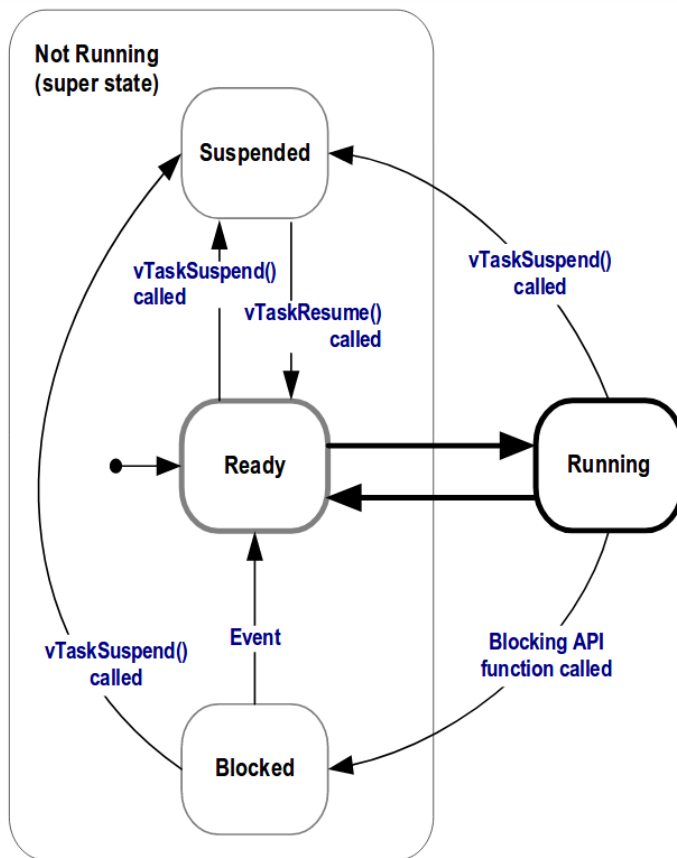 Not Running
(super state)
Suspended
vTaskSuspend()
called
vTaskResume()
called
vTaskSuspend()
called
Ready
Running
Event
vTaskSuspend()
called
Blocking API
function called
Blocked